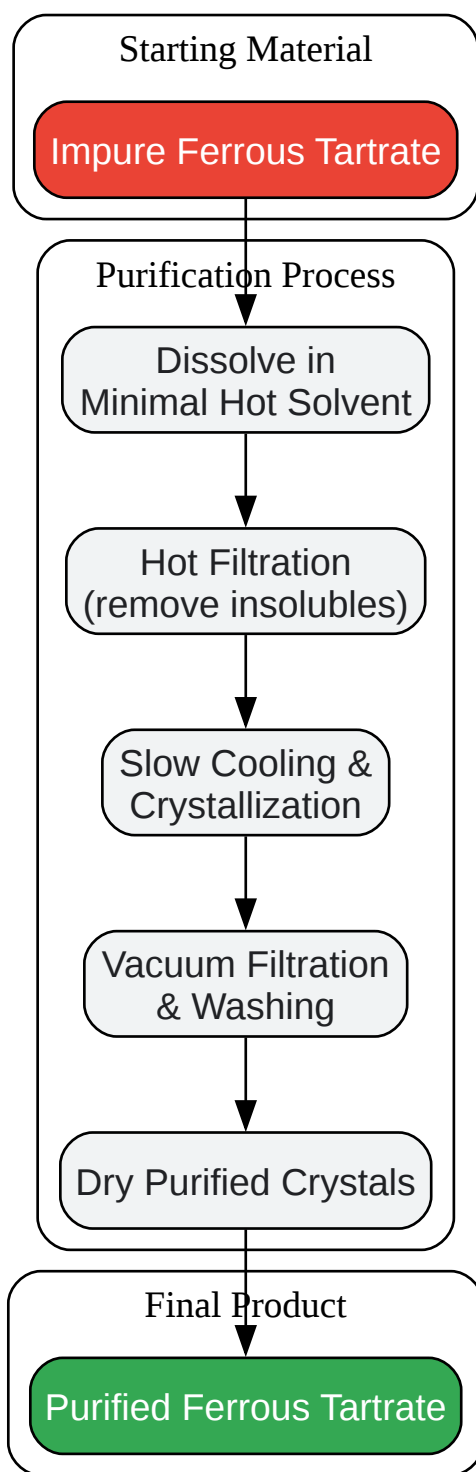 Starting Material
Impure Ferrous Tartrate
Purification Process
Dissolve in
Minimal Hot Solvent
Hot Filtration
(remove insolubles)
Slow Cooling &
Crystallization
Vacuum Filtration
& Washing
Dry Purified Crystals
Final Product
Purified Ferrous Tartrate